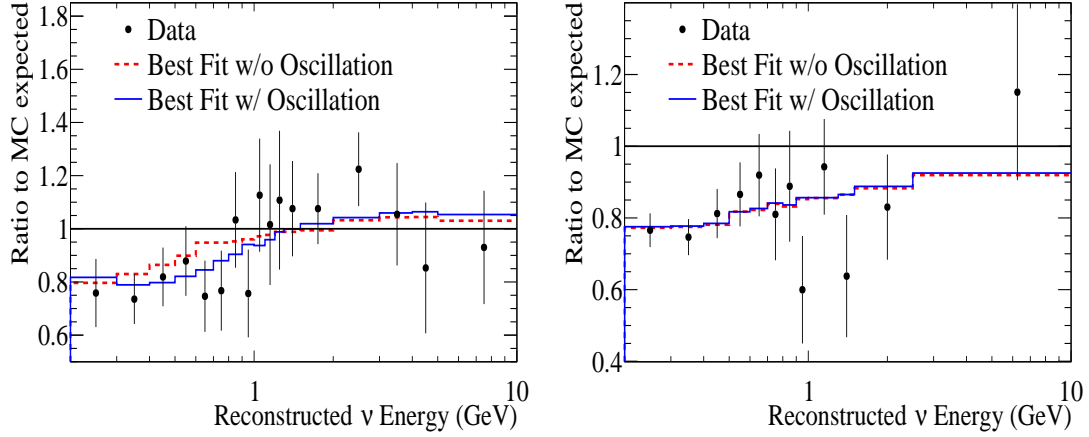 Ratio to MC expected
1.8
1.6
1.4
1.2
1
0.8
0.6
Data
Best Fit w/o Oscillation
Best Fit w/ Oscillation
1
10
Reconstructed ν Energy (GeV)
Ratio to MC expected
1.2
1
0.8
0.6
0.4
Data
Best Fit w/o Oscillation
Best Fit w/ Oscillation
1
10
Reconstructed ν Energy (GeV)